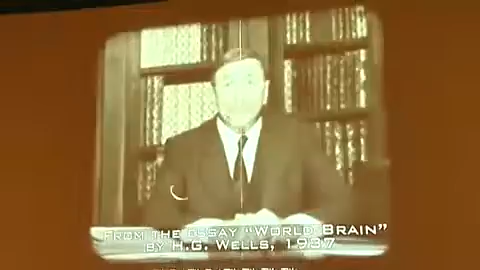 FROM THE ESSAY "WORLD BRAIN"
BY H.G. WELLS, 1937